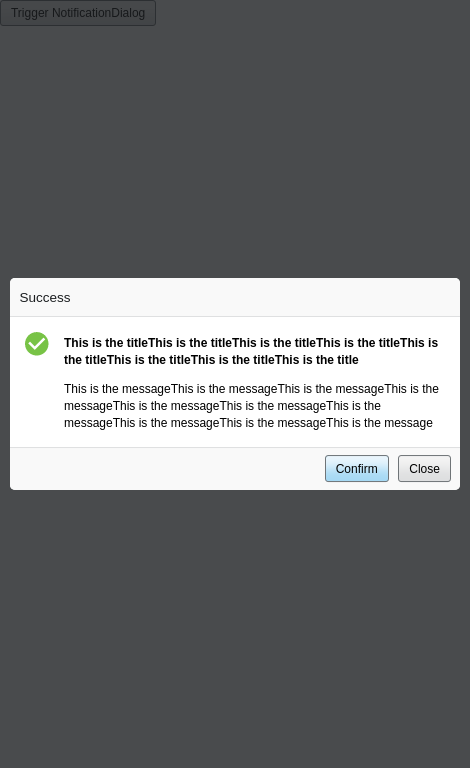 Trigger NotificationDialog
Success
This is the titleThis is the titleThis is the titleThis is the titleThis is
the titleThis is the titleThis is the titleThis is the title
This is the messageThis is the messageThis is the messageThis is the
messageThis is the messageThis is the messageThis is the
messageThis is the messageThis is the messageThis is the message
Confirm Close